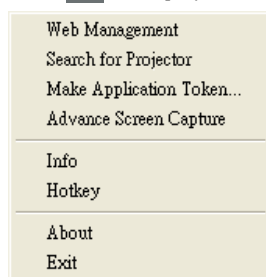 Web Management
Search for Projector
Make Application Token...
Advance Screen Capture
Info
Hotkey
About
Exit